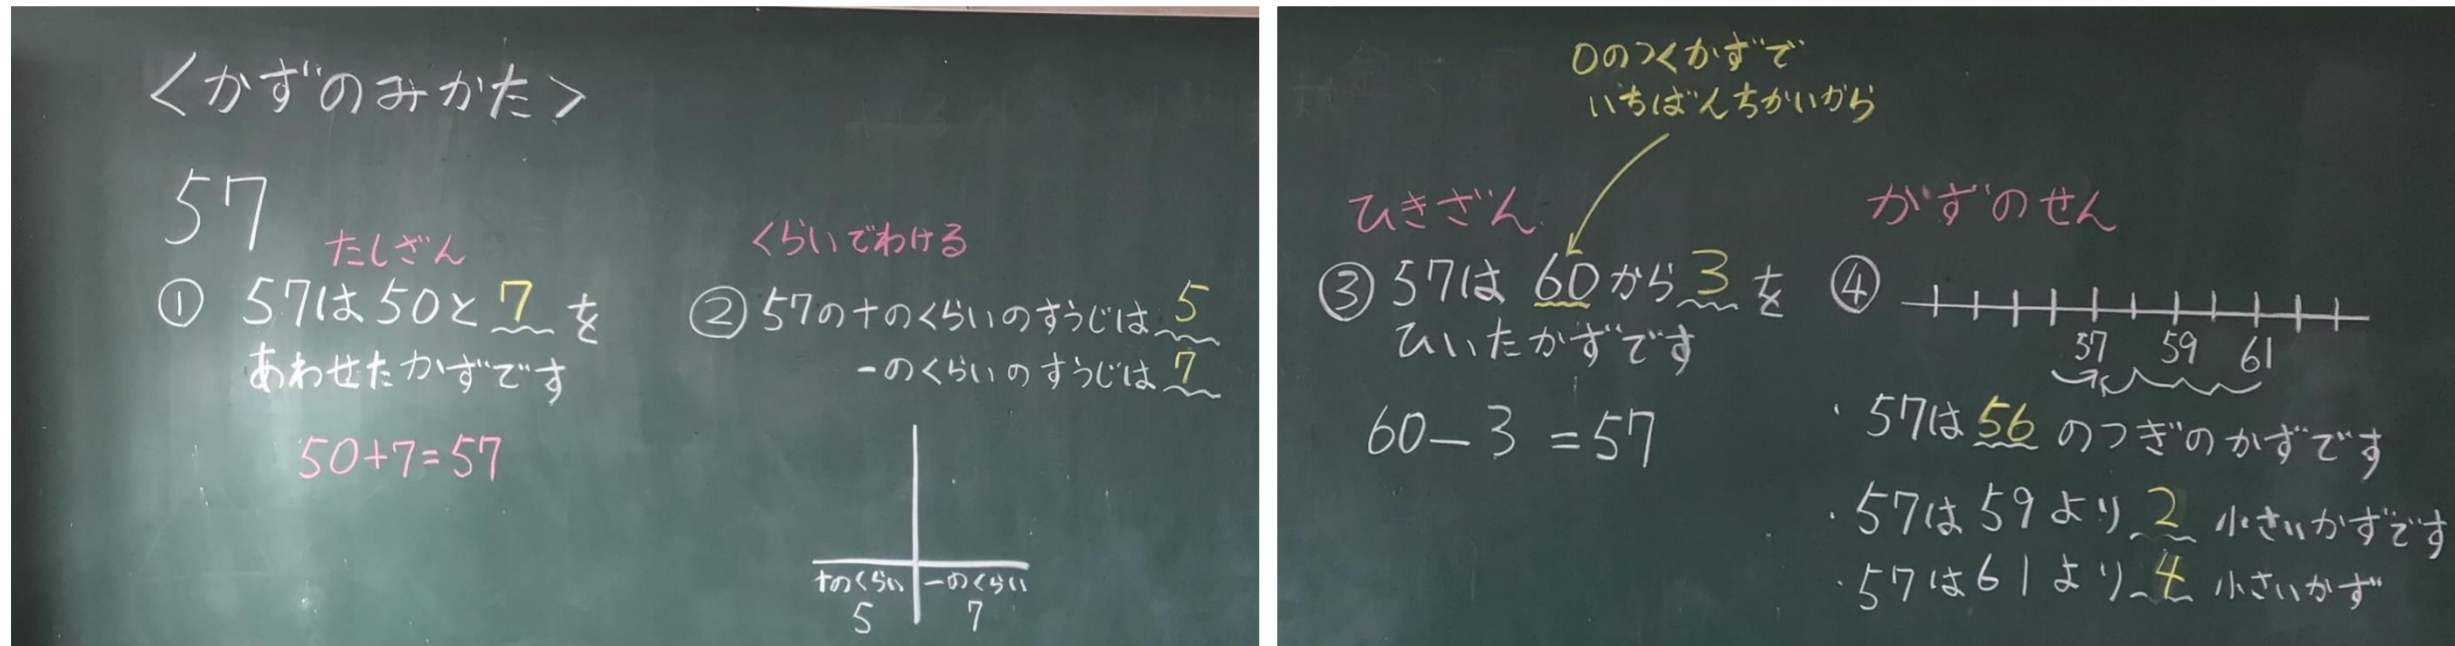 <かずのみかた>
57
たしざん
① 57は50と7を
あわせたかずです
50+7=57
くらいでわける
② 57の十のくらいのすうじは5
一のくらいのすうじは7
十のくらい 一のくらい
5 7
0のつくかずで
いちばんちかいから
ひきざん
③ 57は60から3を
ひいたかずです
60-3=57
かずのせん
④
57 59 61
・57は56のつぎのかずです
・57は59より2小さいかずです
・57は61より4小さいかず